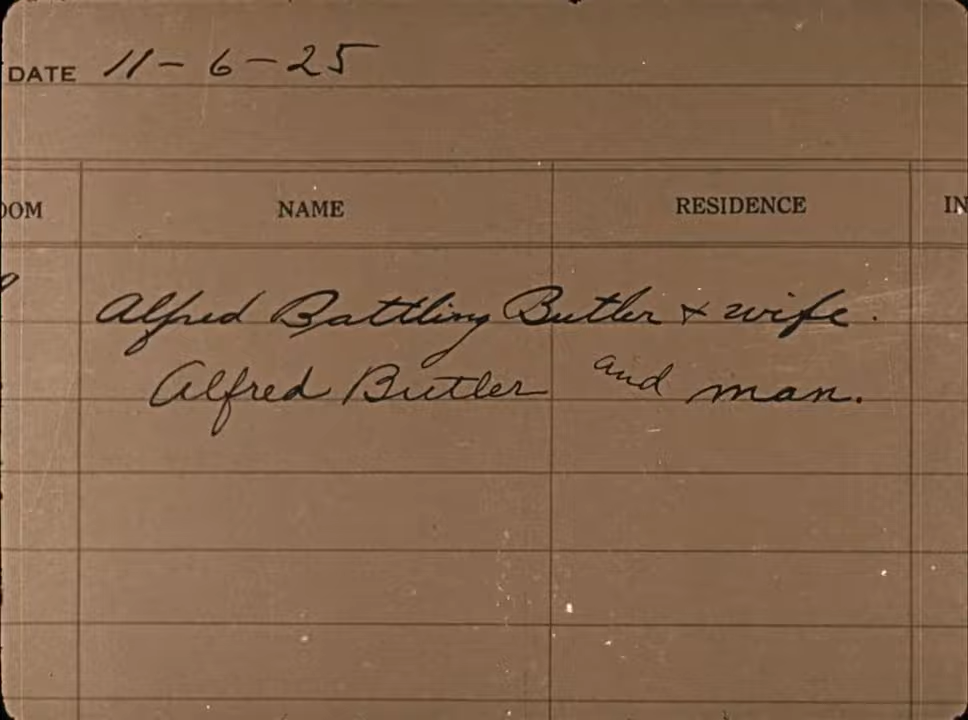 DATE 11-6-25
OOM NAME RESIDENCE IN
Alfred Battling Butler & wife.
Alfred Butler and man.